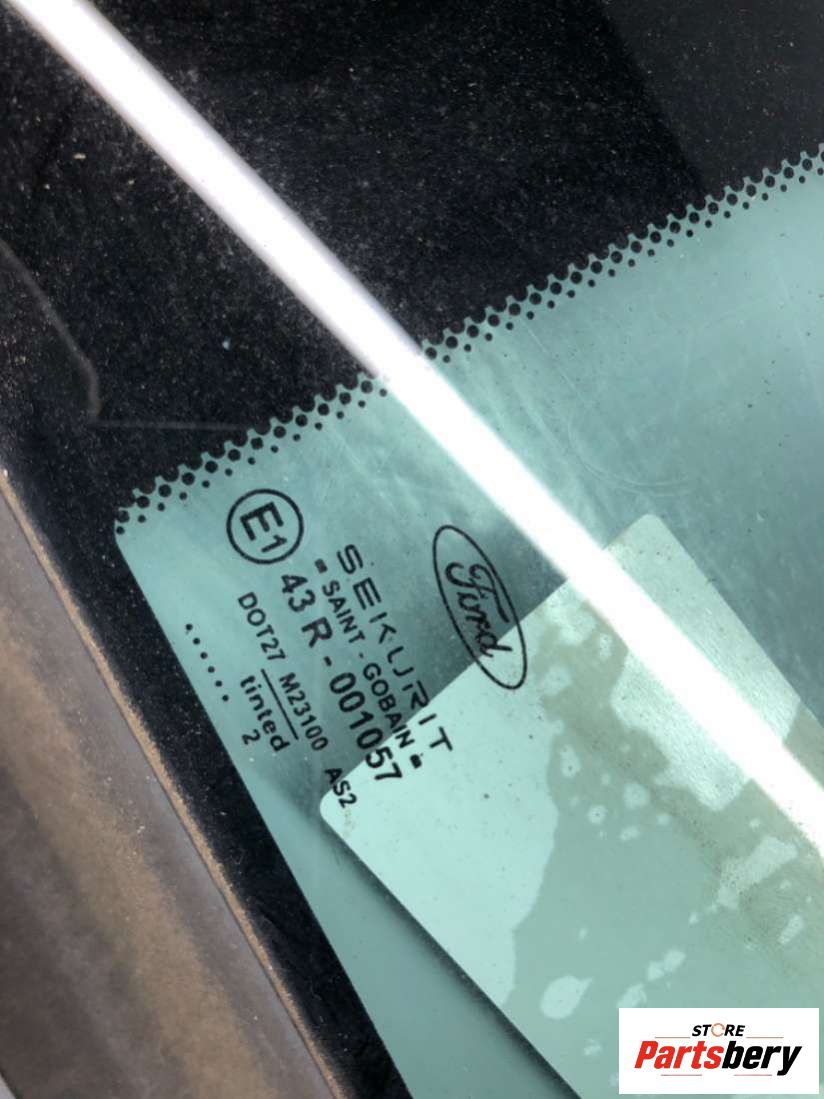 Ford
SEKURIT
SAINT - GOBAIN
E1
43 R - 001057
DOT27 M23100 AS2
tinted
......
2
STORE
Partsbery